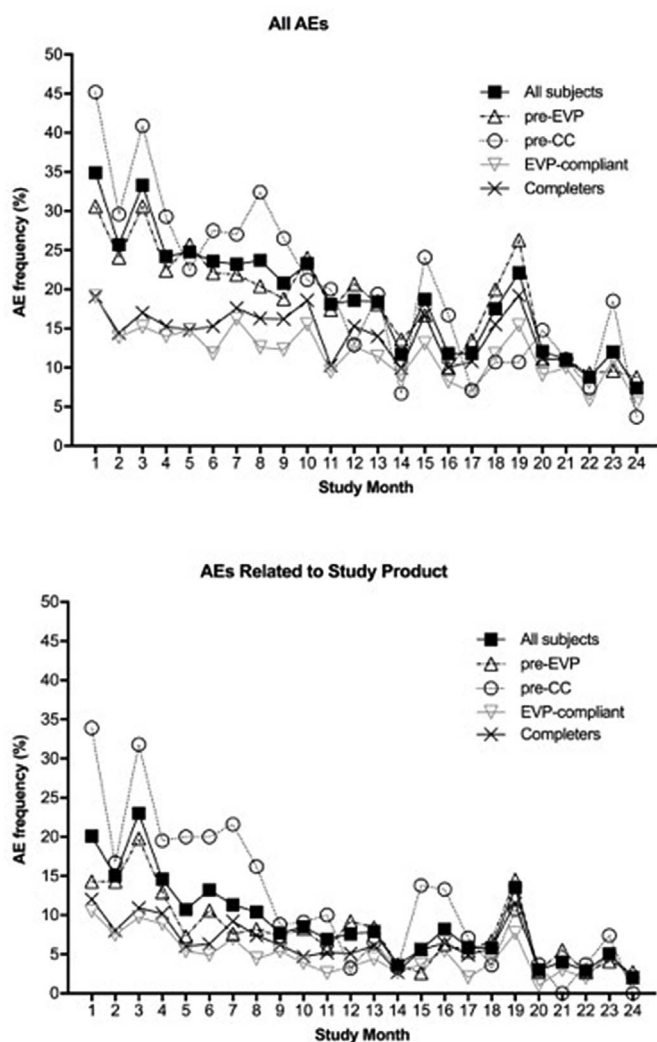 All AEs
50
45
40
35
30
25
20
15
10
5
0
AE frequency (%)
All subjects
pre-EVP
pre-CC
EVP-compliant
Completers
1 2 3 4 5 6 7 8 9 10 11 12 13 14 15 16 17 18 19 20 21 22 23 24
Study Month
AEs Related to Study Product
50
45
40
35
30
25
20
15
10
5
0
AE frequency (%)
All subjects
pre-EVP
pre-CC
EVP-compliant
Completers
1 2 3 4 5 6 7 8 9 10 11 12 13 14 15 16 17 18 19 20 21 22 23 24
Study Month